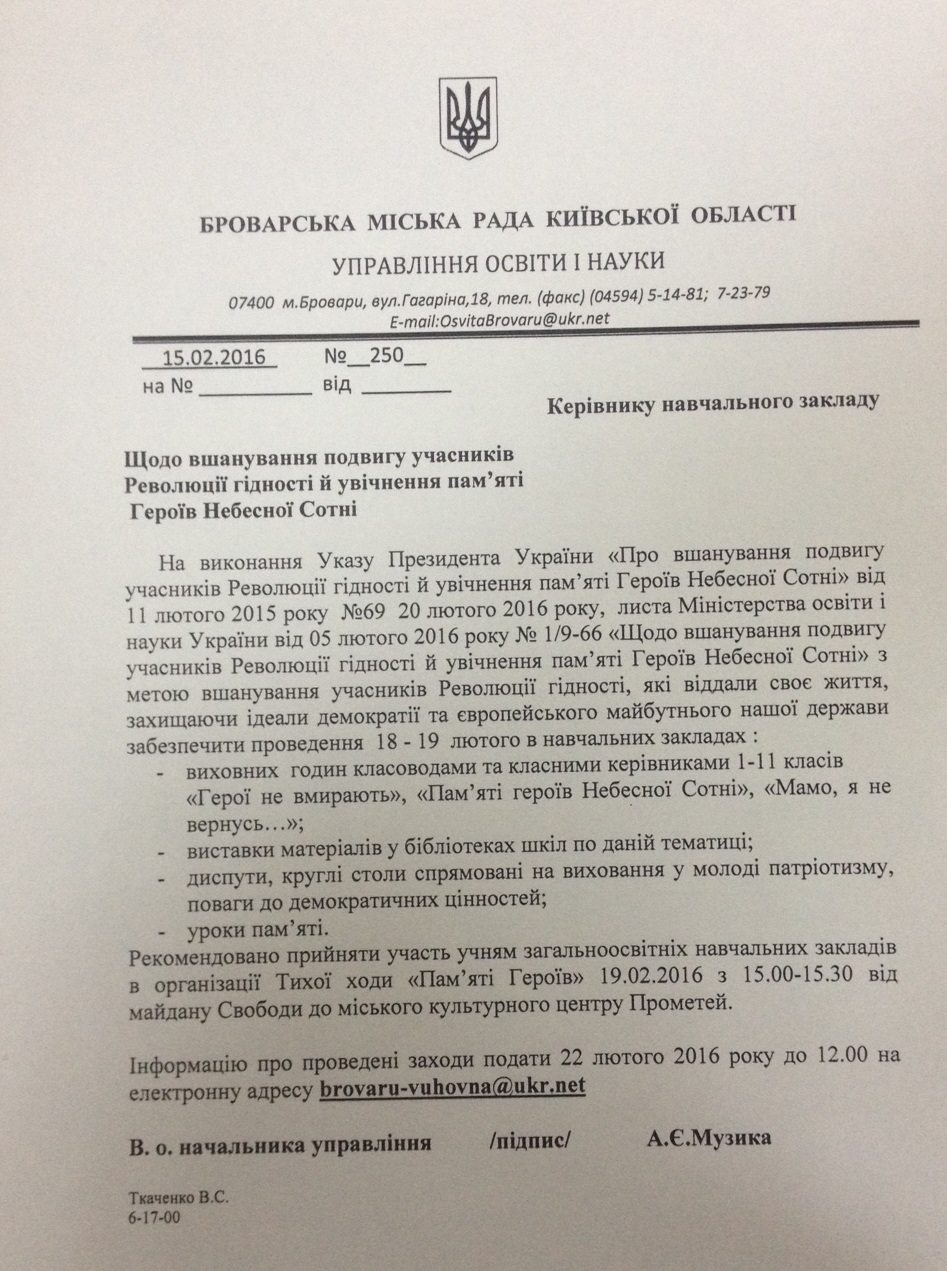 БРОВАРСЬКА МІСЬКА РАДА КИЇВСЬКОЇ ОБЛАСТІ
УПРАВЛІННЯ ОСВІТИ І НАУКИ
07400 м.Бровари, вул.Гагаріна,18, тел. (факс) (04594) 5-14-81; 7-23-79
E-mail:OsvitaBrovaru@ukr.net
__15.02.2016_ №__250__
на № __________ від ________
Керівнику навчального закладу
Щодо вшанування подвигу учасників
Революції гідності й увічнення пам’яті
Героїв Небесної Сотні
На виконання Указу Президента України «Про вшанування подвигу
учасників Революції гідності й увічнення пам’яті Героїв Небесної Сотні» від
11 лютого 2015 року №69 20 лютого 2016 року, листа Міністерства освіти і
науки України від 05 лютого 2016 року № 1/9-66 «Щодо вшанування подвигу
учасників Революції гідності й увічнення пам’яті Героїв Небесної Сотні» з
метою вшанування учасників Революції гідності, які віддали своє життя,
захищаючи ідеали демократії та європейського майбутнього нашої держави
забезпечити проведення 18 - 19 лютого в навчальних закладах :
- виховних годин класоводами та класними керівниками 1-11 класів
«Герої не вмирають», «Пам’яті героїв Небесної Сотні», «Мамо, я не
вернусь…»;
- виставки матеріалів у бібліотеках шкіл по даній тематиці;
- диспути, круглі столи спрямовані на виховання у молоді патріотизму,
поваги до демократичних цінностей;
- уроки пам’яті.
Рекомендовано прийняти участь учням загальноосвітніх навчальних закладів
в організації Тихої ходи «Пам’яті Героїв» 19.02.2016 з 15.00-15.30 від
майдану Свободи до міського культурного центру Прометей.
Інформацію про проведені заходи подати 22 лютого 2016 року до 12.00 на
електронну адресу brovaru-vuhovna@ukr.net
В. о. начальника управління /підпис/ А.Є.Музика
Ткаченко В.С.
6-17-00